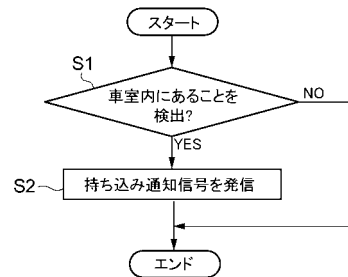 スタート
S1
車室内にあることを
検出?
NO
YES
S2
持ち込み通知信号を発信
エンド